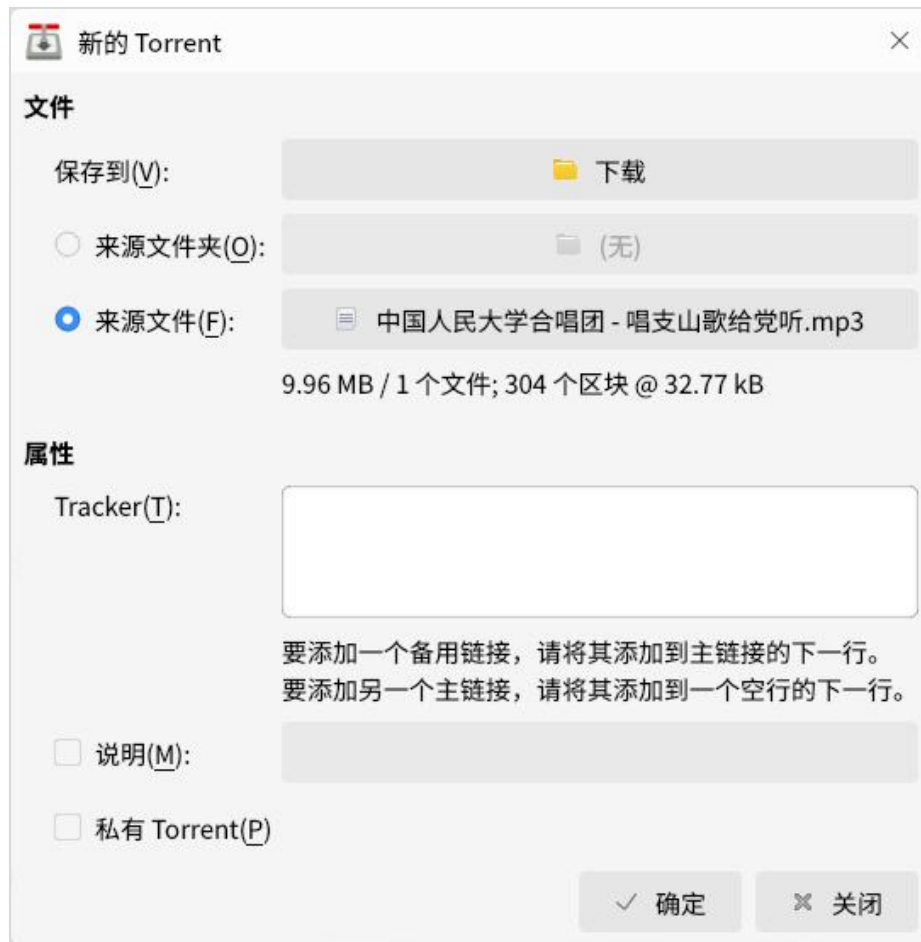 新的 Torrent
文件
保存到(V): 下载
来源文件夹(O): (无)
来源文件(F): 中国人民大学合唱团 - 唱支山歌给党听.mp3
9.96 MB / 1 个文件; 304 个区块 @ 32.77 kB
属性
Tracker(T):
要添加一个备用链接，请将其添加到主链接的下一行。
要添加另一个主链接，请将其添加到一个空行的下一行。
说明(M):
私有 Torrent(P)
确定 关闭